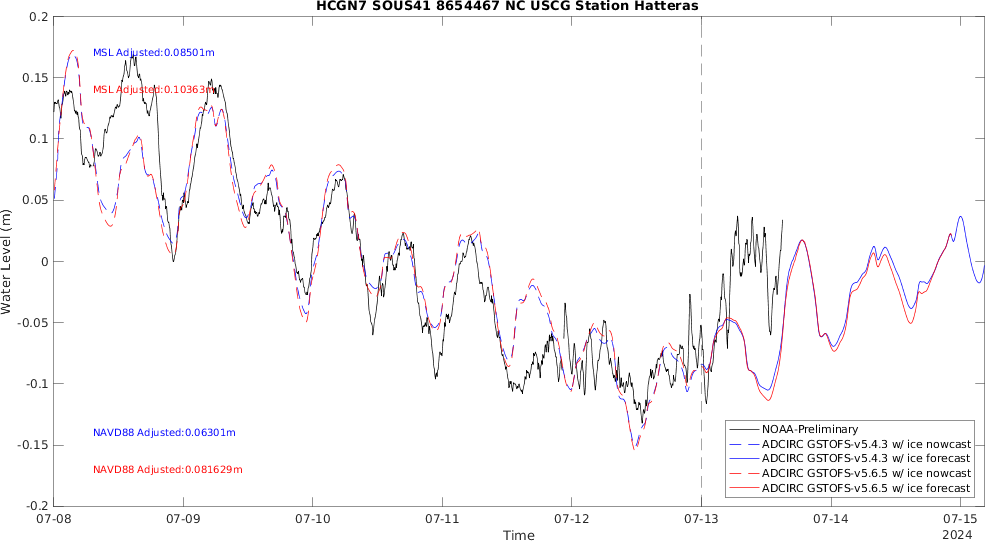 HCGN7 SOUS41 8654467 NC USCG Station Hatteras
0.2
0.15
0.1
0.05
0
-0.05
-0.1
-0.15
-0.2
Water Level (m)
MSL Adjusted:0.08501m
MSL Adjusted:0.10363m
NAVD88 Adjusted:0.06301m
NAVD88 Adjusted:0.081629m
NOAA-Preliminary
ADCIRC GSTOFS-v5.4.3 w/ ice nowcast
ADCIRC GSTOFS-v5.4.3 w/ ice forecast
ADCIRC GSTOFS-v5.6.5 w/ ice nowcast
ADCIRC GSTOFS-v5.6.5 w/ ice forecast
07-08 07-09 07-10 07-11 07-12 07-13 07-14 07-15
2024
Time